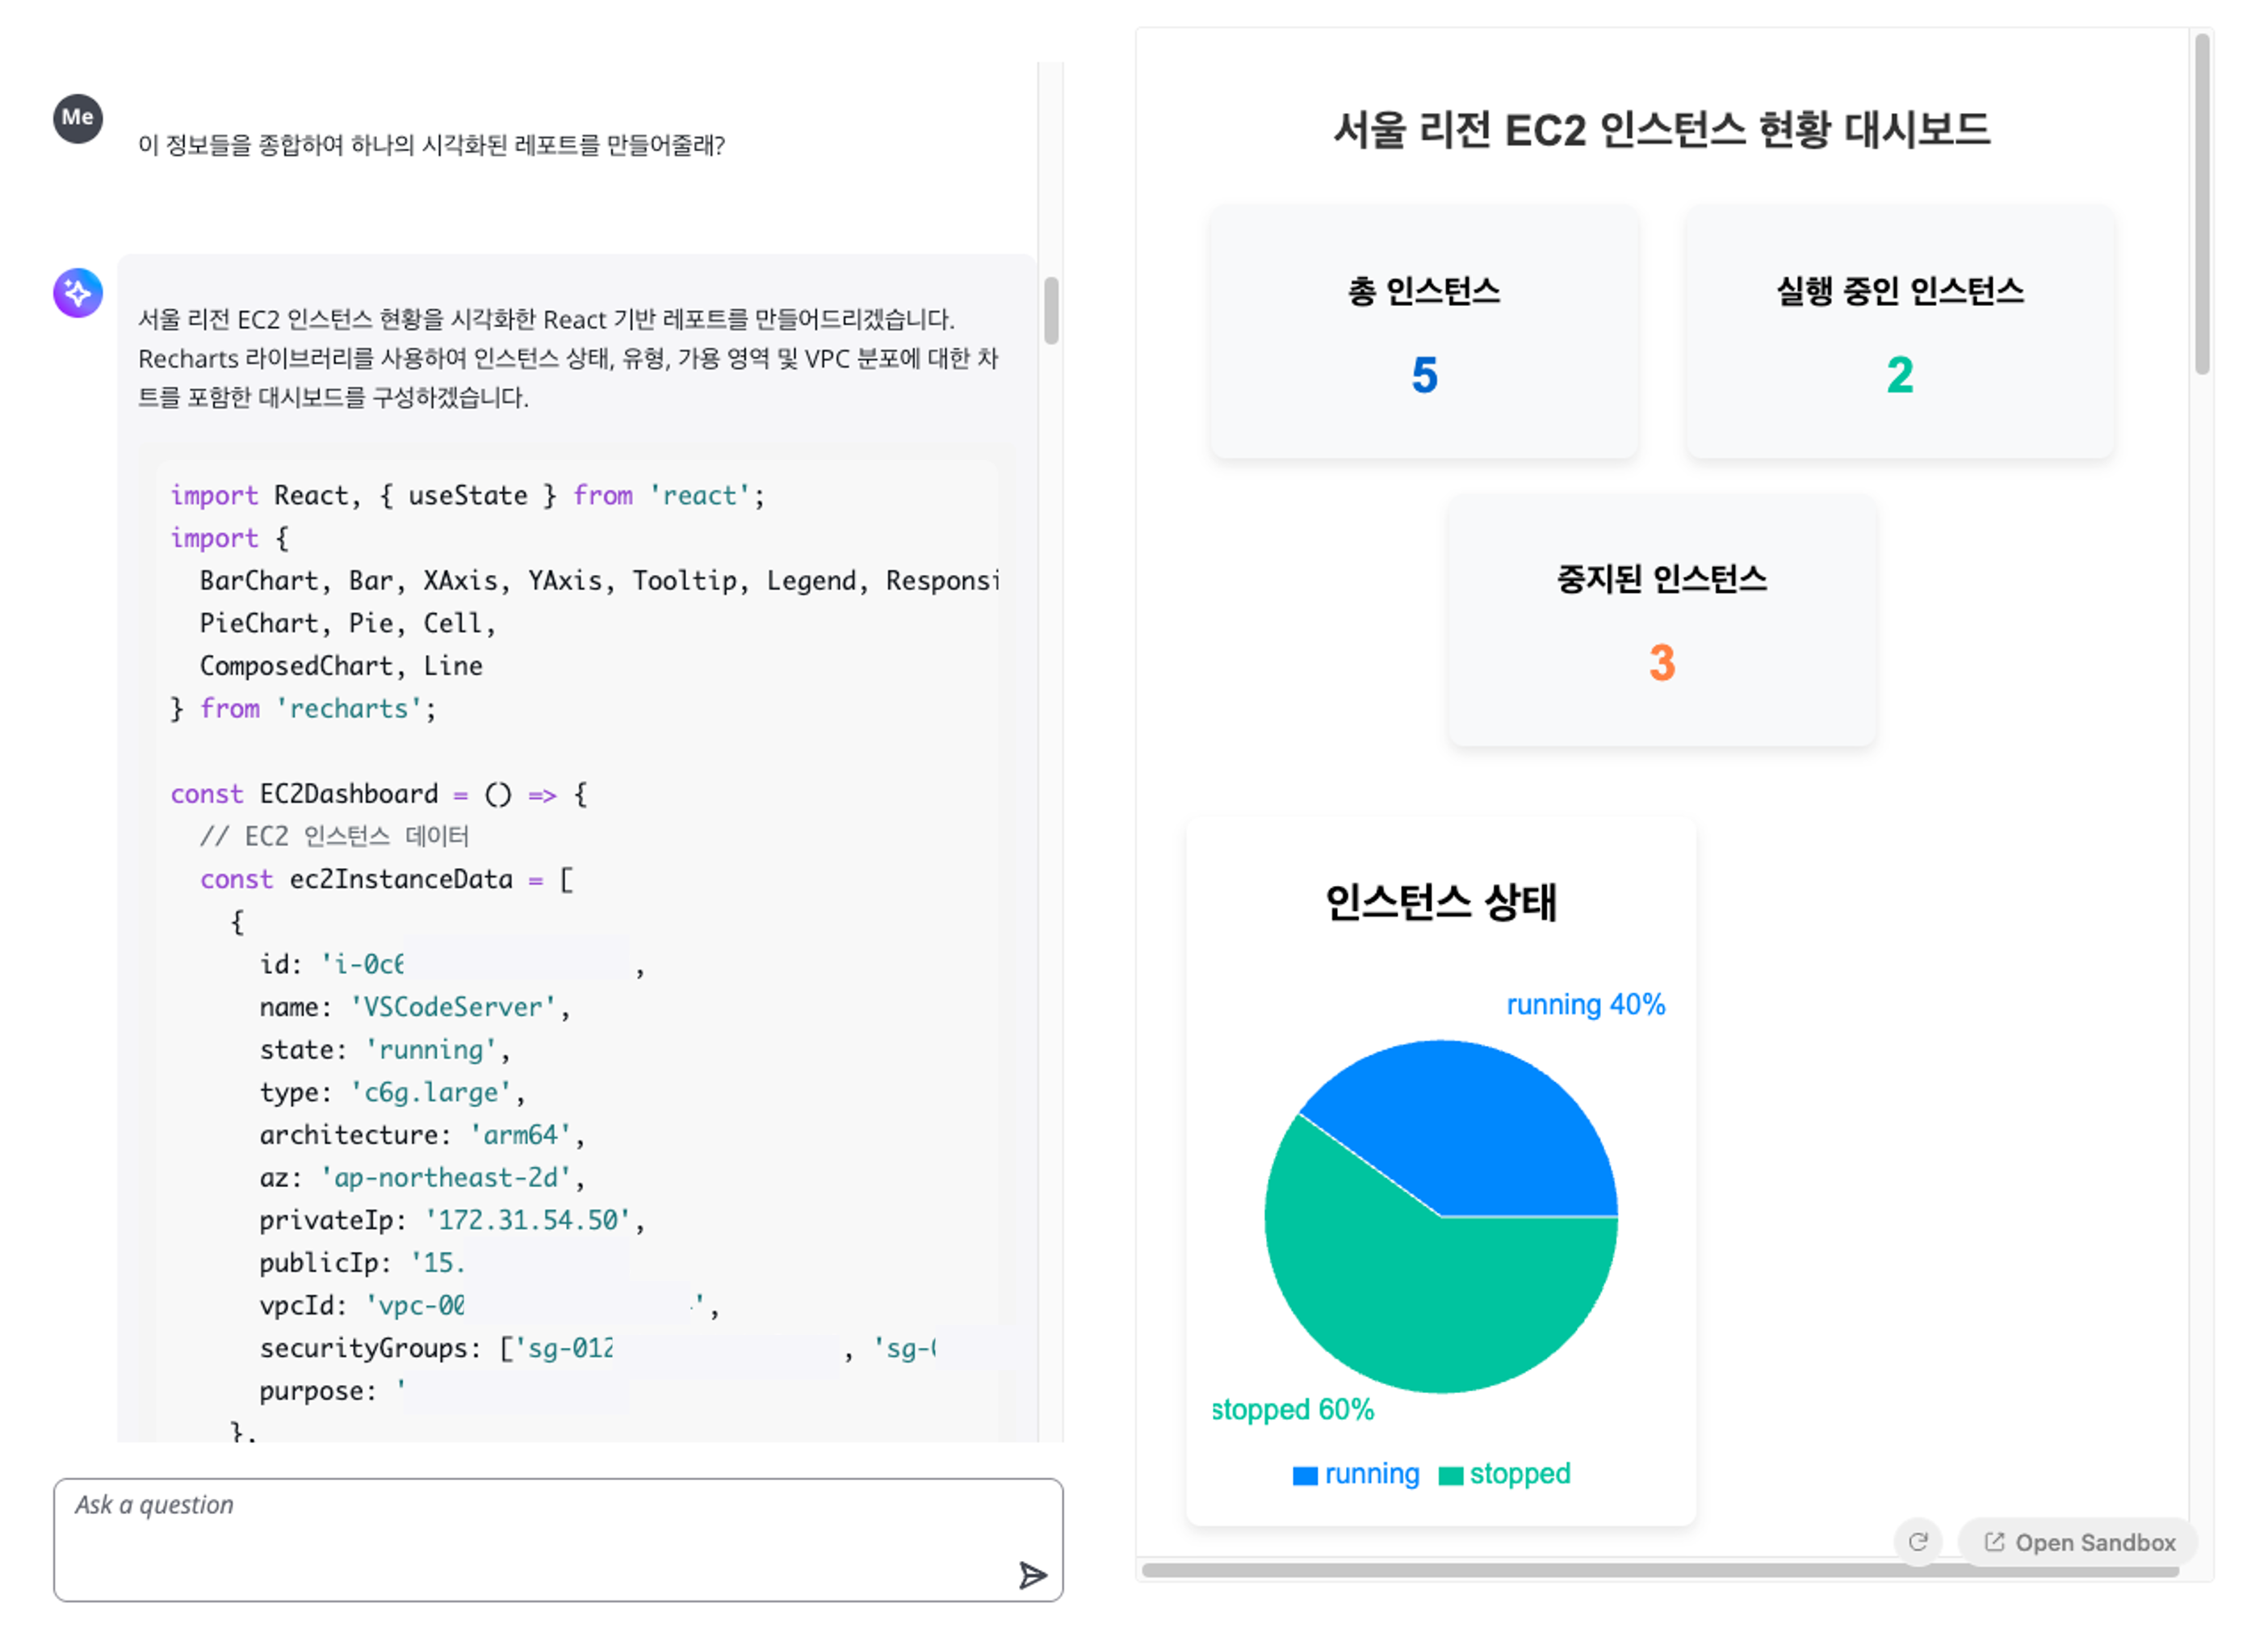 Me
이 정보들을 종합하여 하나의 시각화된 레포트를 만들어줄래?
서울 리전 EC2 인스턴스 현황을 시각화한 React 기반 레포트를 만들어드리겠습니다.
Recharts 라이브러리를 사용하여 인스턴스 상태, 유형, 가용 영역 및 VPC 분포에 대한 차
트를 포함한 대시보드를 구성하겠습니다.
import React, { useState } from 'react';
import {
BarChart, Bar, XAxis, YAxis, Tooltip, Legend, Responsi
PieChart, Pie, Cell,
ComposedChart, Line
} from 'recharts';
const EC2Dashboard = () => {
// EC2 인스턴스 데이터
const ec2InstanceData = [
{
id: 'i-0c6 ,
name: 'VSCodeServer',
state: 'running',
type: 'c6g.large',
architecture: 'arm64',
az: 'ap-northeast-2d',
privateIp: '172.31.54.50',
publicIp: '15.
vpcId: 'vpc-00 ',
securityGroups: ['sg-012 , 'sg-
purpose: '
},
Ask a question
서울 리전 EC2 인스턴스 현황 대시보드
총 인스턴스
5
실행 중인 인스턴스
2
중지된 인스턴스
3
인스턴스 상태
running 40%
stopped 60%
running stopped
Open Sandbox